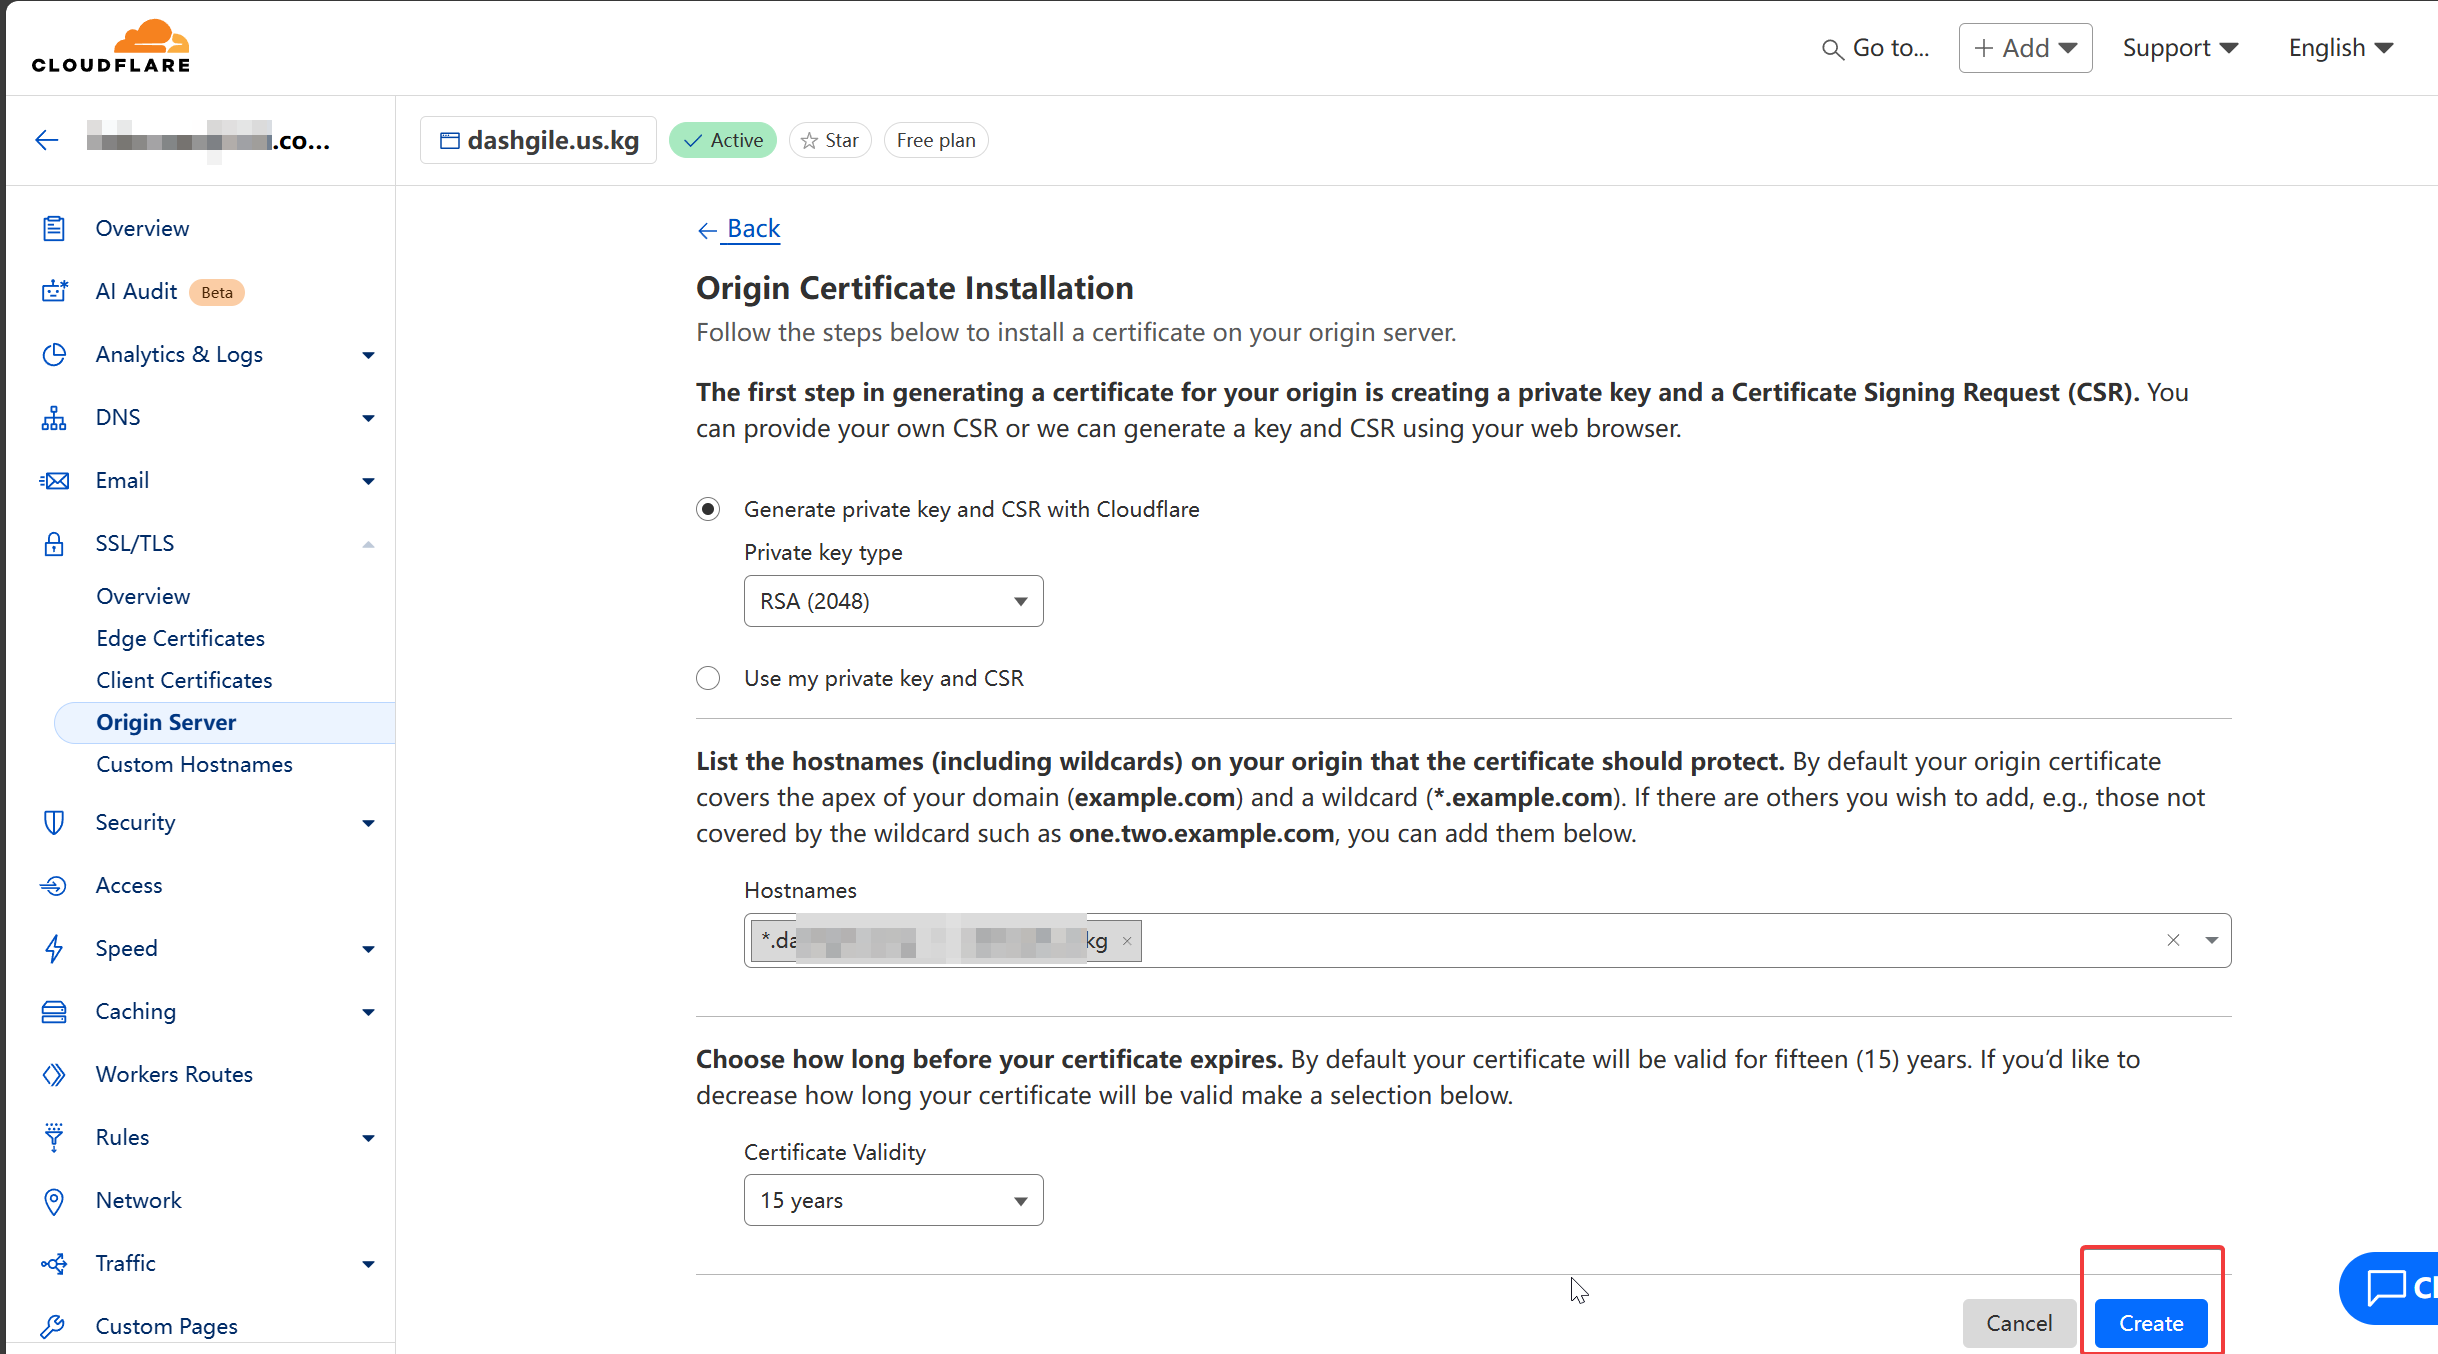 CLOUDFLARE
Go to...
+ Add
Support
English
.co...
dashgile.us.kg
Active
Star
Free plan
Overview
AI Audit
Beta
Analytics & Logs
DNS
Email
SSL/TLS
Overview
Edge Certificates
Client Certificates
Origin Server
Custom Hostnames
Security
Access
Speed
Caching
Workers Routes
Rules
Network
Traffic
Custom Pages
Back
Origin Certificate Installation
Follow the steps below to install a certificate on your origin server.
The first step in generating a certificate for your origin is creating a private key and a Certificate Signing Request (CSR). You
can provide your own CSR or we can generate a key and CSR using your web browser.
Generate private key and CSR with Cloudflare
Private key type
RSA (2048)
Use my private key and CSR
List the hostnames (including wildcards) on your origin that the certificate should protect. By default your origin certificate
covers the apex of your domain (example.com) and a wildcard (*.example.com). If there are others you wish to add, e.g., those not
covered by the wildcard such as one.two.example.com, you can add them below.
Hostnames
*.da kg
Choose how long before your certificate expires. By default your certificate will be valid for fifteen (15) years. If you'd like to
decrease how long your certificate will be valid make a selection below.
Certificate Validity
15 years
Cancel
Create